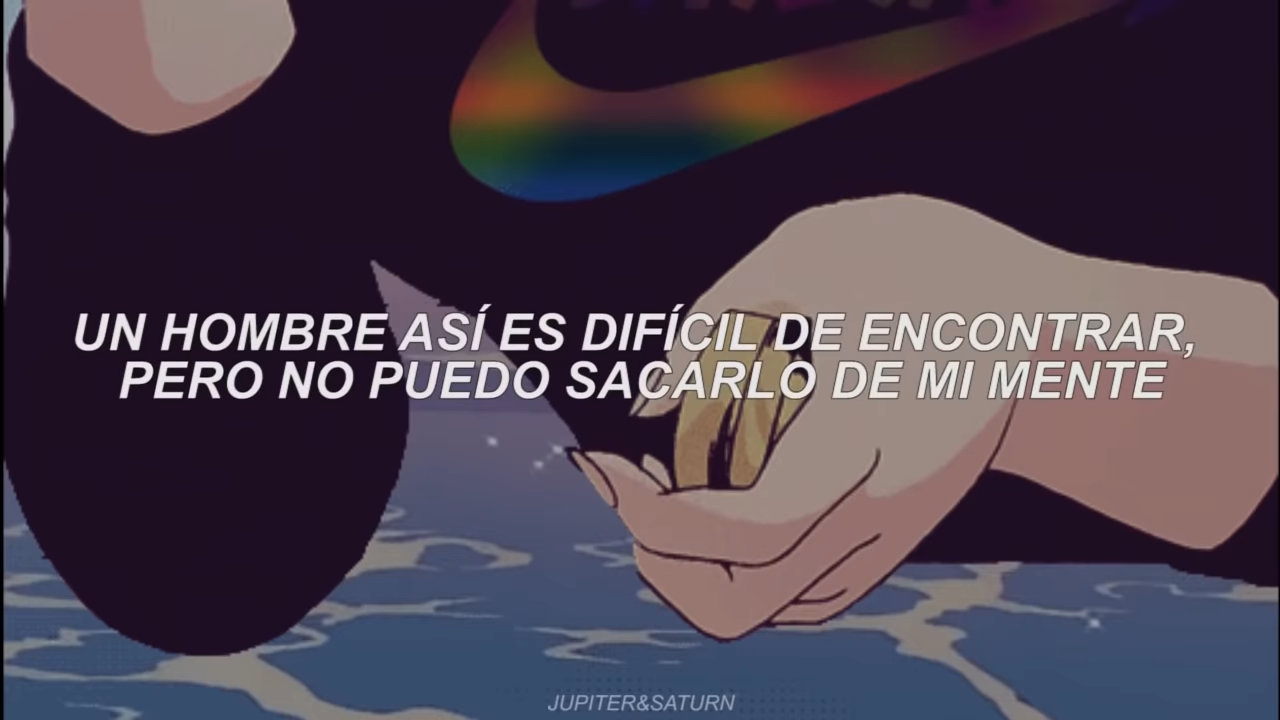 UN HOMBRE ASÍ ES DIFÍCIL DE ENCONTRAR,
PERO NO PUEDO SACARLO DE MI MENTE
JUPITER&SATURN